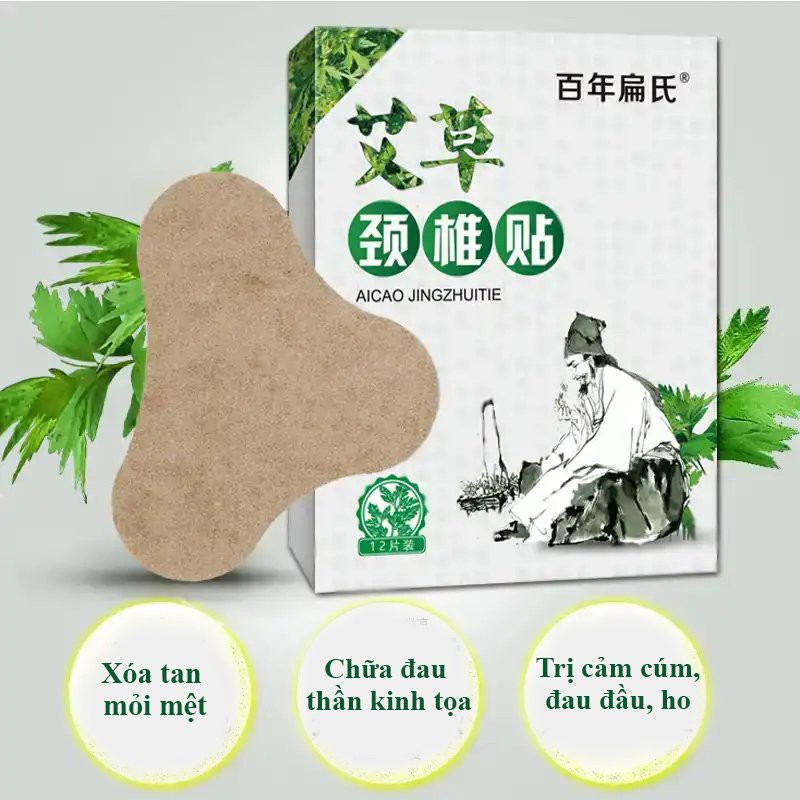 百年扁氏®
艾草
颈椎贴
AICAO JINGZHUITIE
12片装
Xóa tan
mỏi mệt
Chữa đau
thần kinh tọa
Trị cảm cúm,
đau đầu, ho